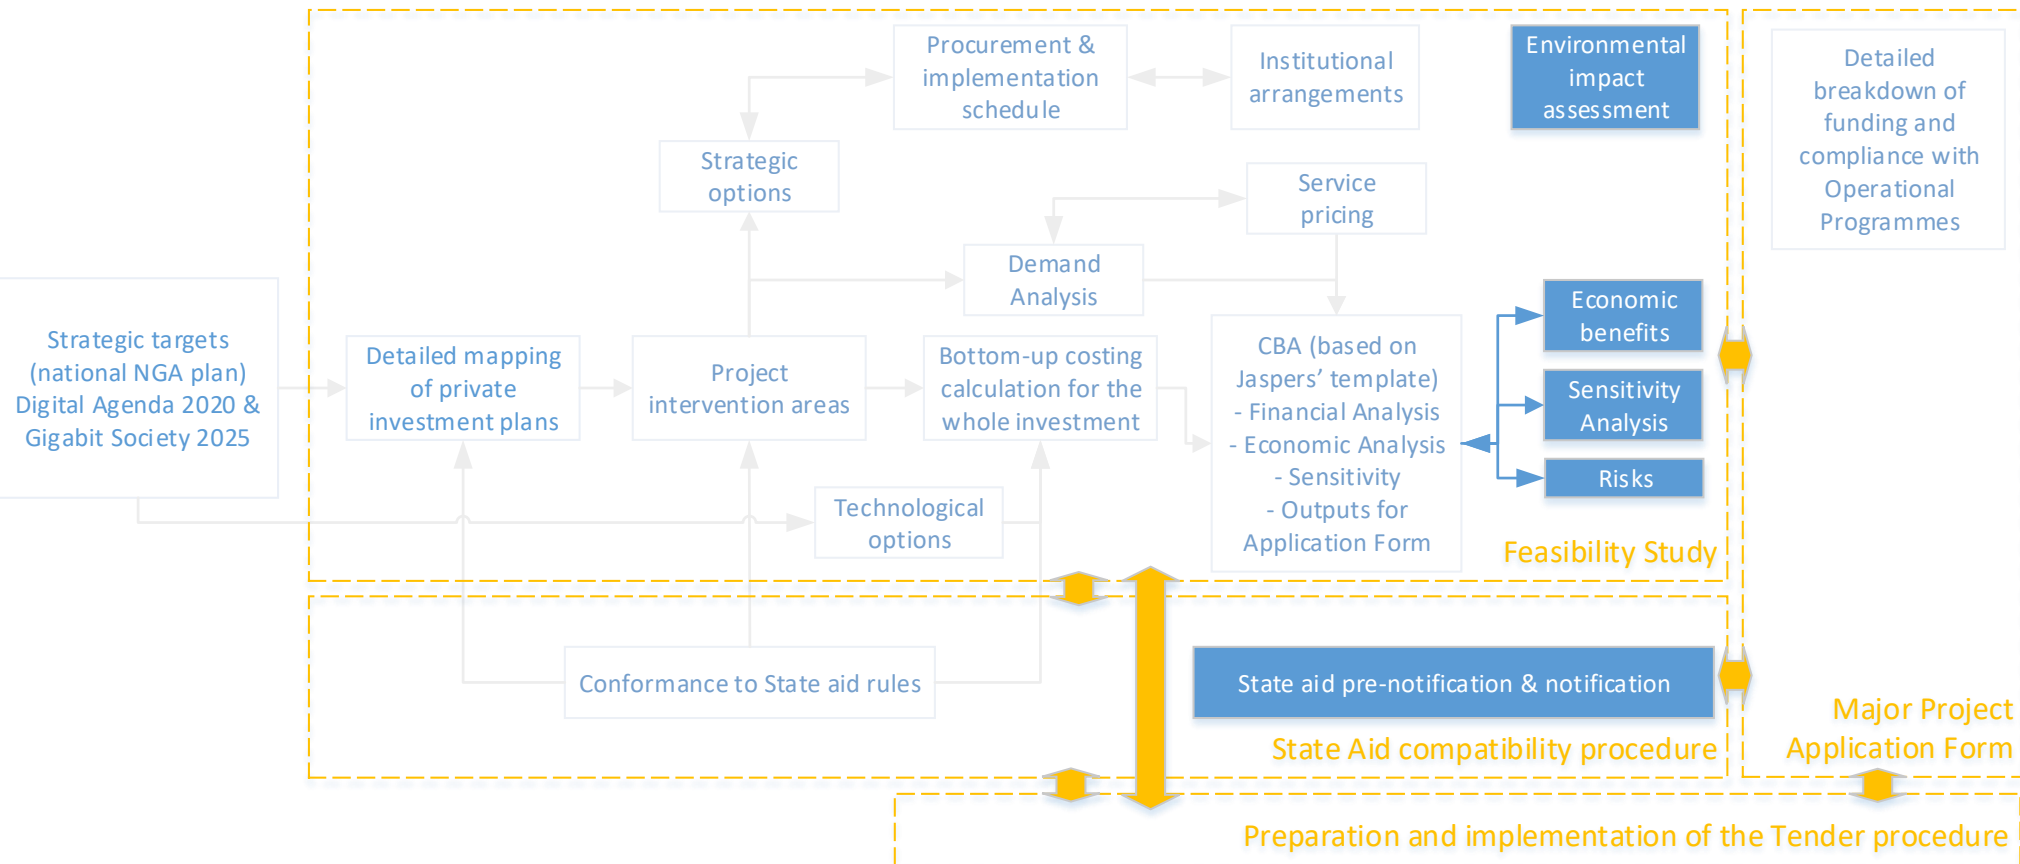 Procurement &
implementation
schedule
Institutional
arrangements
Environmental
impact
assessment
Detailed
breakdown of
funding and
compliance with
Operational
Programmes
Strategic
options
Service
pricing
Demand
Analysis
Economic
benefits
Strategic targets
(national NGA plan)
Digital Agenda 2020 &
Gigabit Society 2025
Detailed mapping
of private
investment plans
Project
intervention areas
Bottom-up costing
calculation for the
whole investment
CBA (based on
Jaspers’ template)
- Financial Analysis
- Economic Analysis
- Sensitivity
- Outputs for
Application Form
Sensitivity
Analysis
Risks
Technological
options
Feasibility Study
Conformance to State aid rules
State aid pre-notification & notification
State Aid compatibility procedure
Major Project
Application Form
Preparation and implementation of the Tender procedure